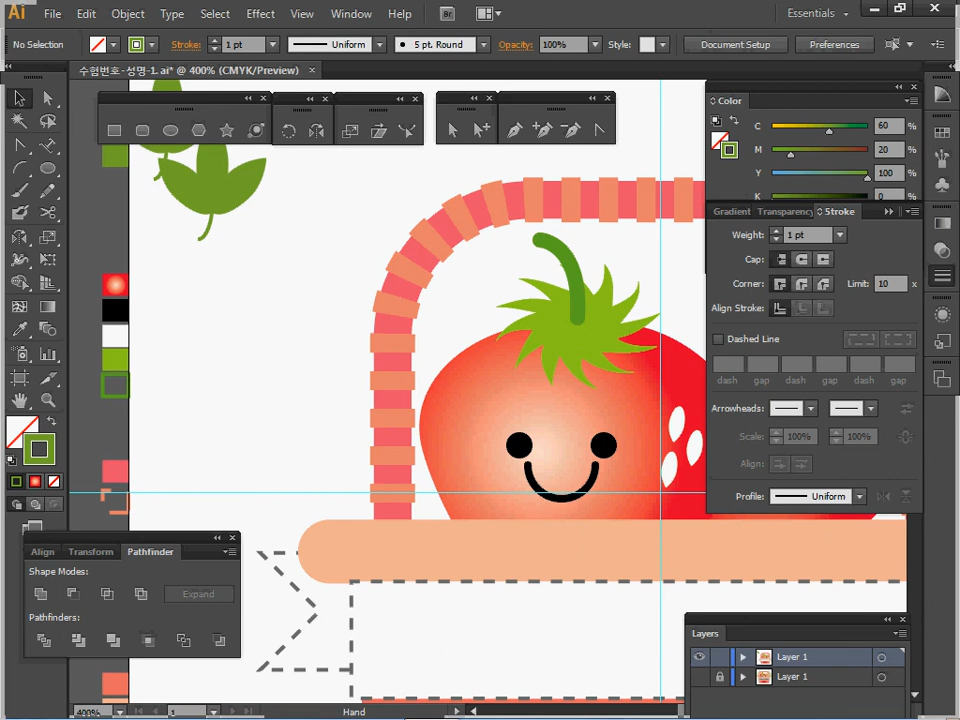 Ai File Edit Object Type Select Effect View Window Help Br Essentials
No Selection Stroke: 1 pt Uniform 5 pt. Round Opacity: 100% Style: Document Setup Preferences
수험번호-성명-1.ai* @ 400% (CMYK/Preview)
Color
C 60
M 20
Y 100
K 0
Gradient Transparency Stroke
Weight: 1 pt
Cap:
Corner: Limit: 10 x
Align Stroke:
Dashed Line
dash gap dash gap dash gap
Arrowheads:
Scale: 100% 100%
Align:
Profile: Uniform
Align Transform Pathfinder
Shape Modes:
Expand
Pathfinders:
Layers
Layer 1
Layer 1
400% 1 Hand